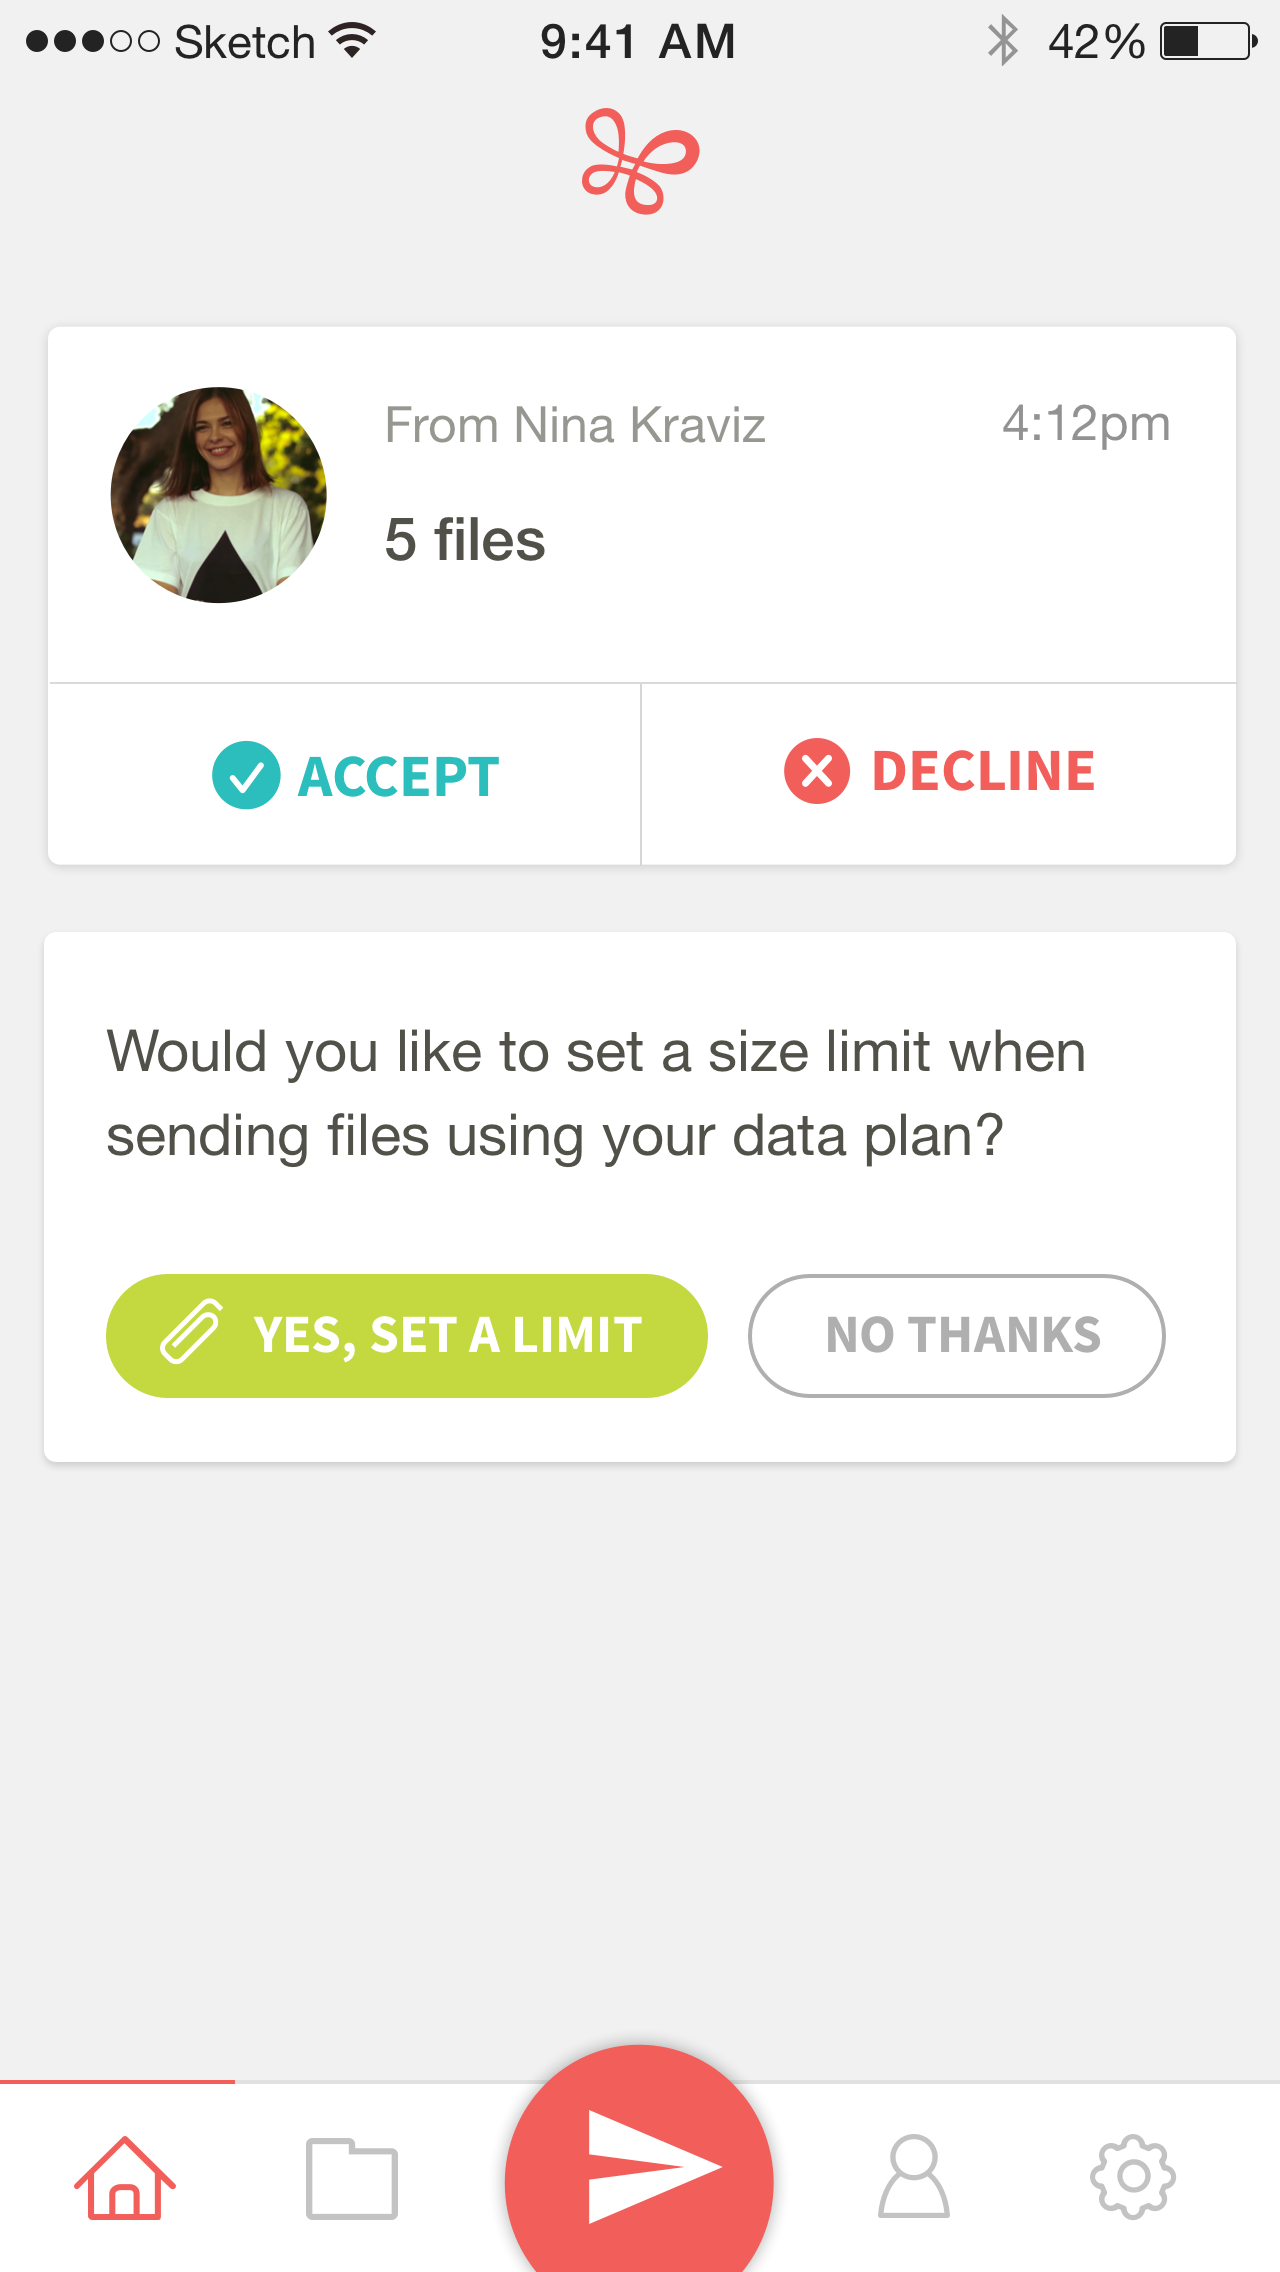 Sketch 9:41 AM 42%
From Nina Kraviz 4:12pm
5 files
ACCEPT DECLINE
Would you like to set a size limit when
sending files using your data plan?
YES, SET A LIMIT NO THANKS